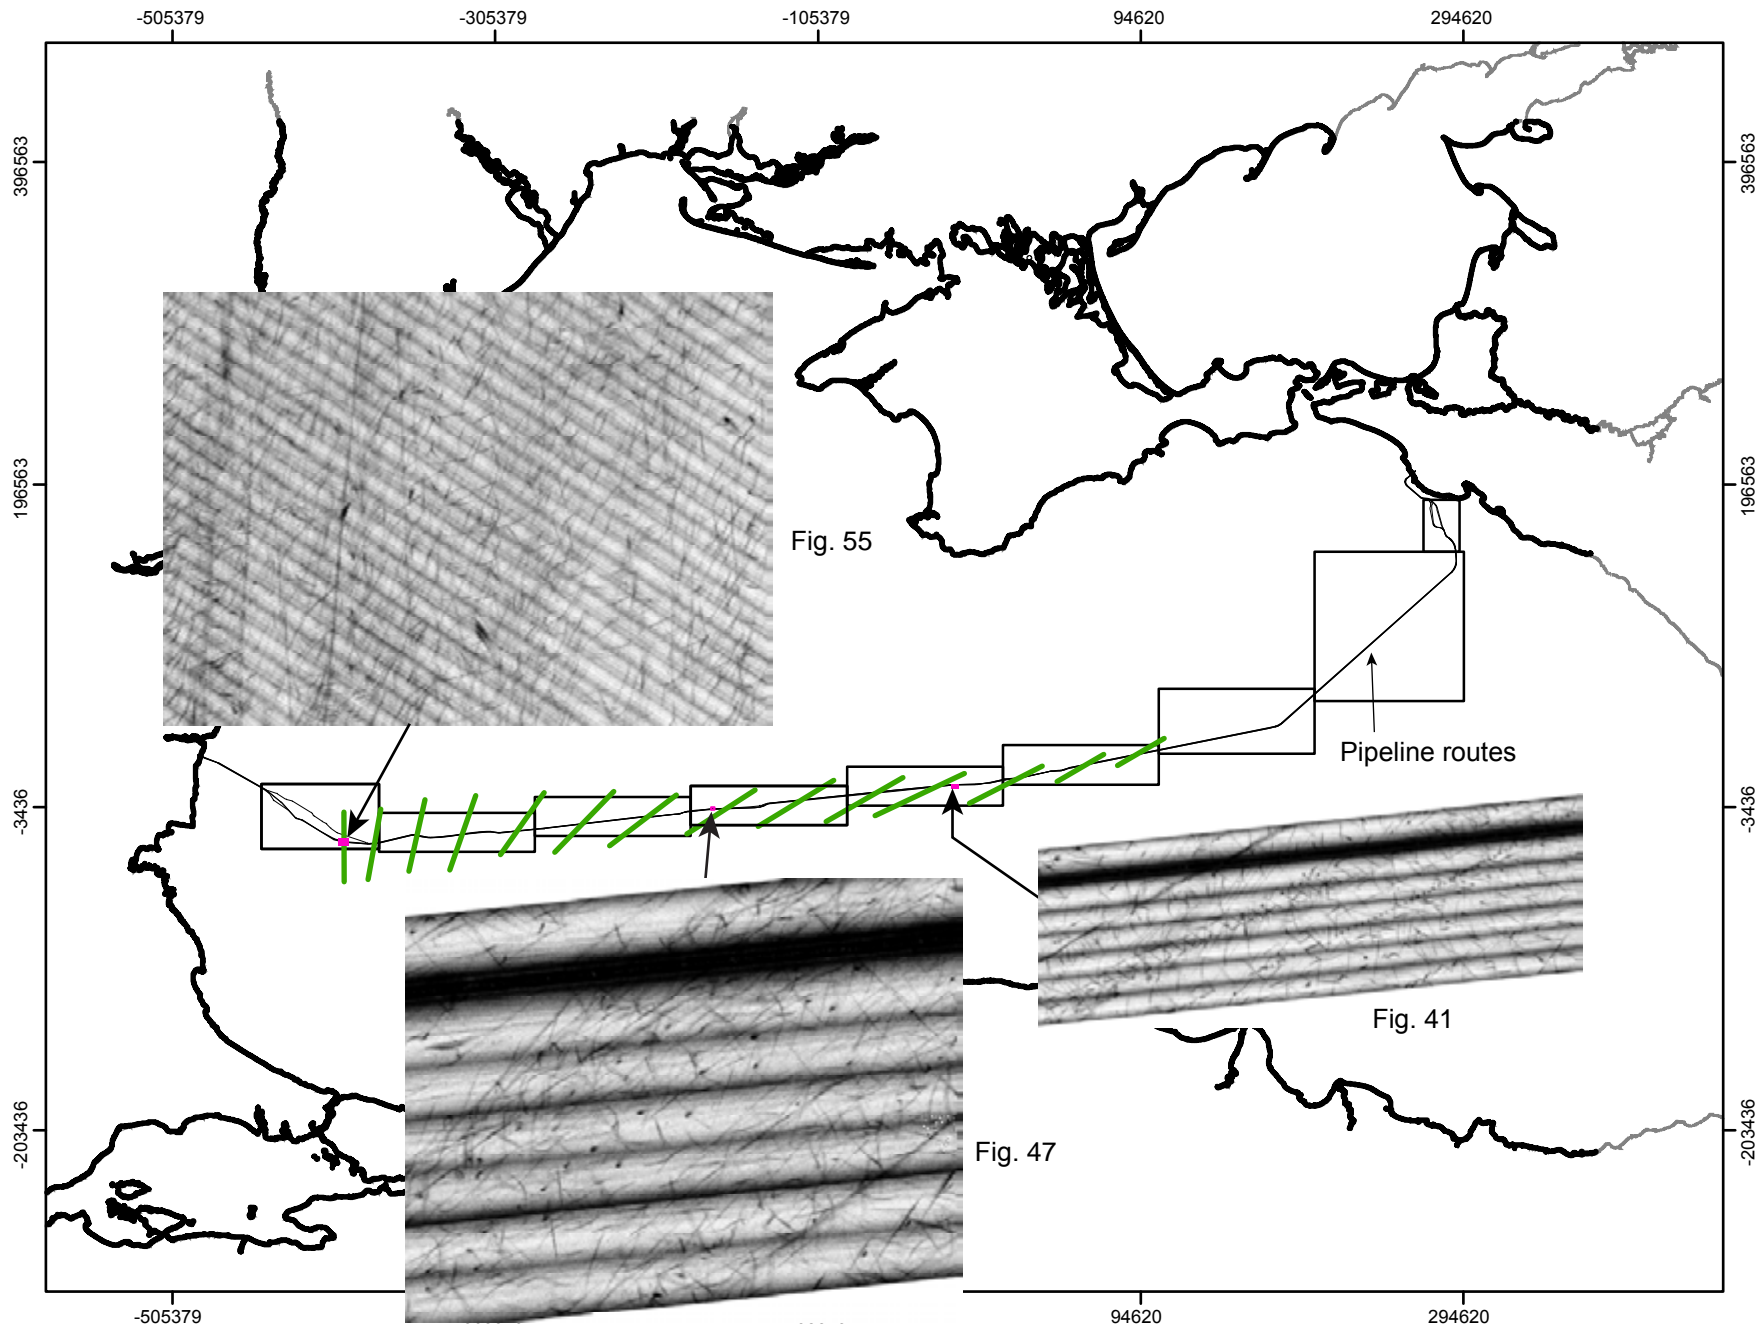 -505379 -305379 -105379 94620 294620
396563 396563
196563 196563
Fig. 55
Pipeline routes
-3436 -3436
Fig. 41
Fig. 47
-203436 -203436
-505379 94620 294620